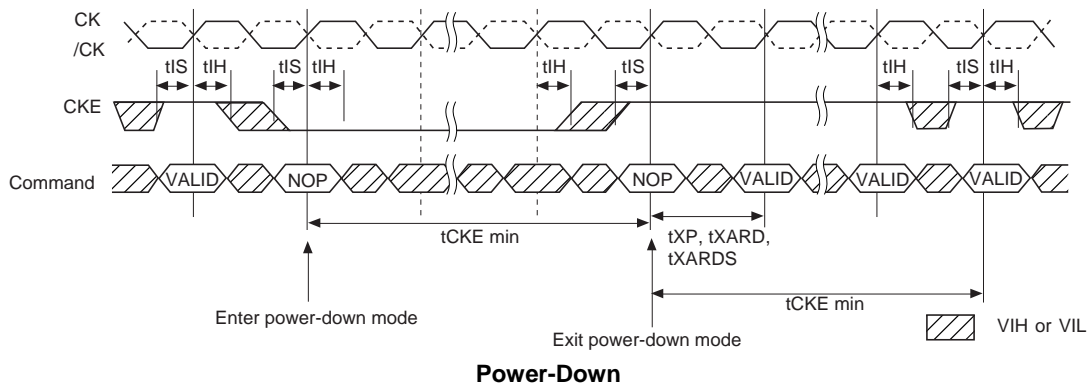 CK
/CK
tIS tIH tIS tIH tIH tIS tIH tIS tIH
CKE
Command VALID NOP NOP VALID VALID VALID
tCKE min
tXP, tXARD,
tXARDS
tCKE min
Enter power-down mode
Exit power-down mode
VIH or VIL
Power-Down